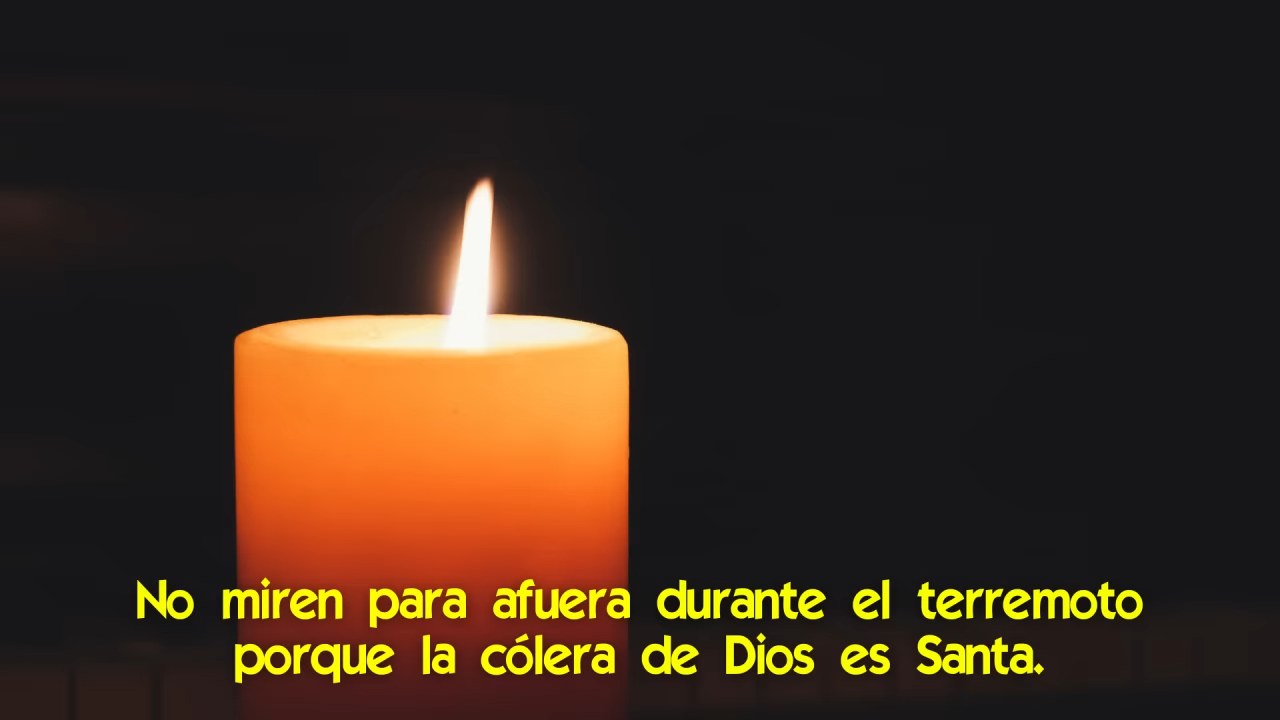 No miren para afuera durante el terremoto
porque la cólera de Dios es Santa.